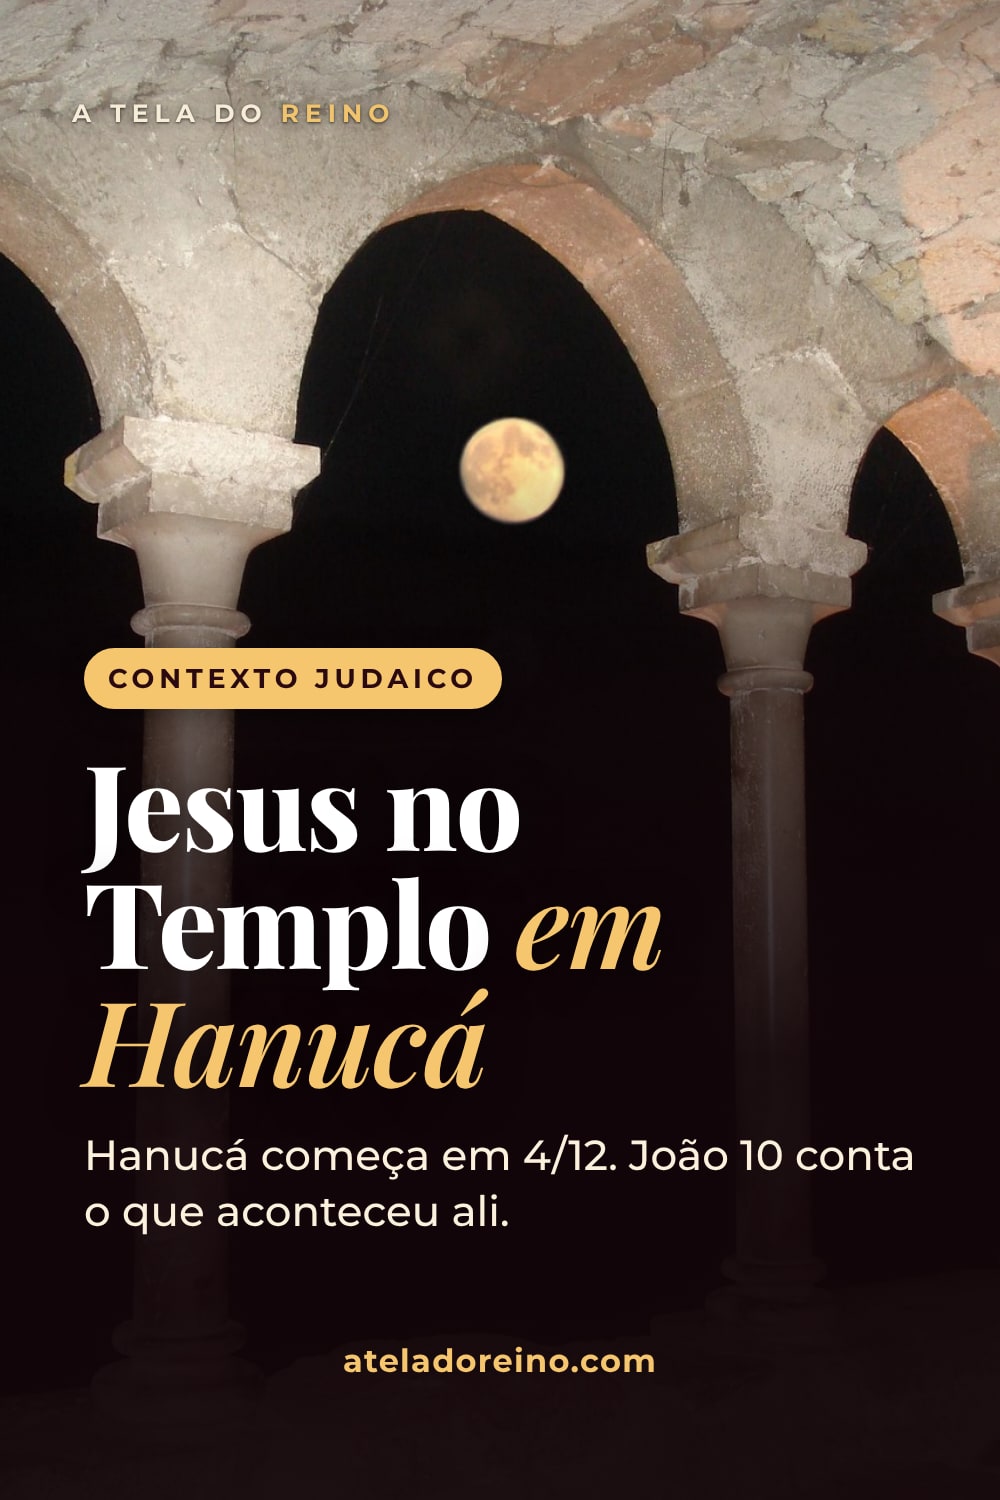 A TELA DO REINO
CONTEXTO JUDAICO
Jesus no
Templo em
Hanucá
Hanucá começa em 4/12. João 10 conta
o que aconteceu ali.
ateladoreino.com